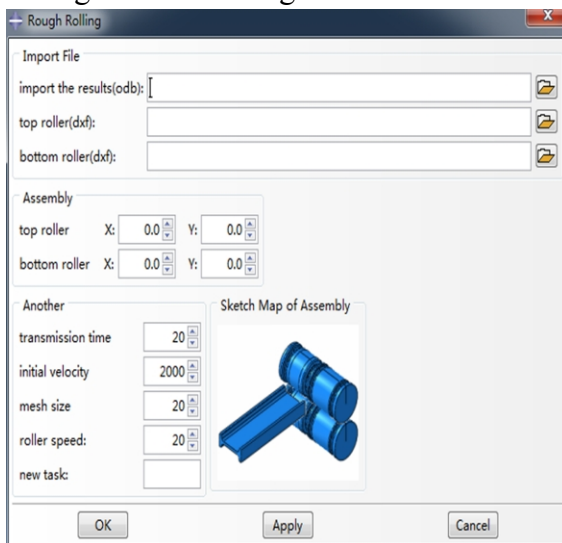 Rough Rolling
X
Import File
import the results(odb):
top roller(dxf):
bottom roller(dxf):
Assembly
top roller X: 0.0 Y: 0.0
bottom roller X: 0.0 Y: 0.0
Another
transmission time 20
initial velocity 2000
mesh size 20
roller speed: 20
new task:
Sketch Map of Assembly
OK Apply Cancel